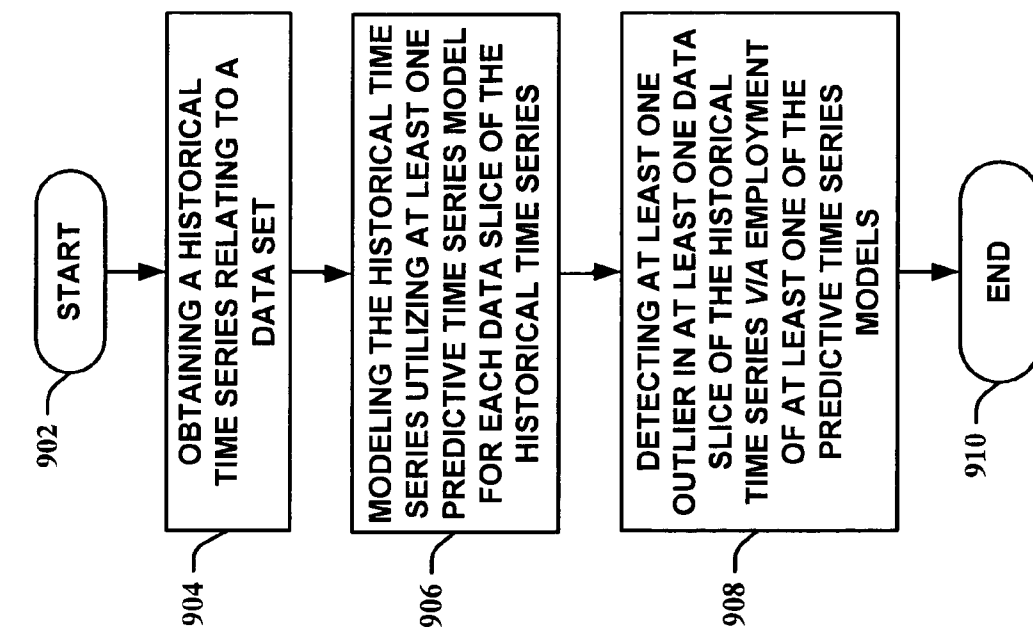 START
902
OBTAINING A HISTORICAL
TIME SERIES RELATING TO A
DATA SET
904
MODELING THE HISTORICAL TIME
SERIES UTILIZING AT LEAST ONE
PREDICTIVE TIME SERIES MODEL
FOR EACH DATA SLICE OF THE
HISTORICAL TIME SERIES
906
DETECTING AT LEAST ONE
OUTLIER IN AT LEAST ONE DATA
SLICE OF THE HISTORICAL
TIME SERIES VIA EMPLOYMENT
OF AT LEAST ONE OF THE
PREDICTIVE TIME SERIES
MODELS
908
END
910